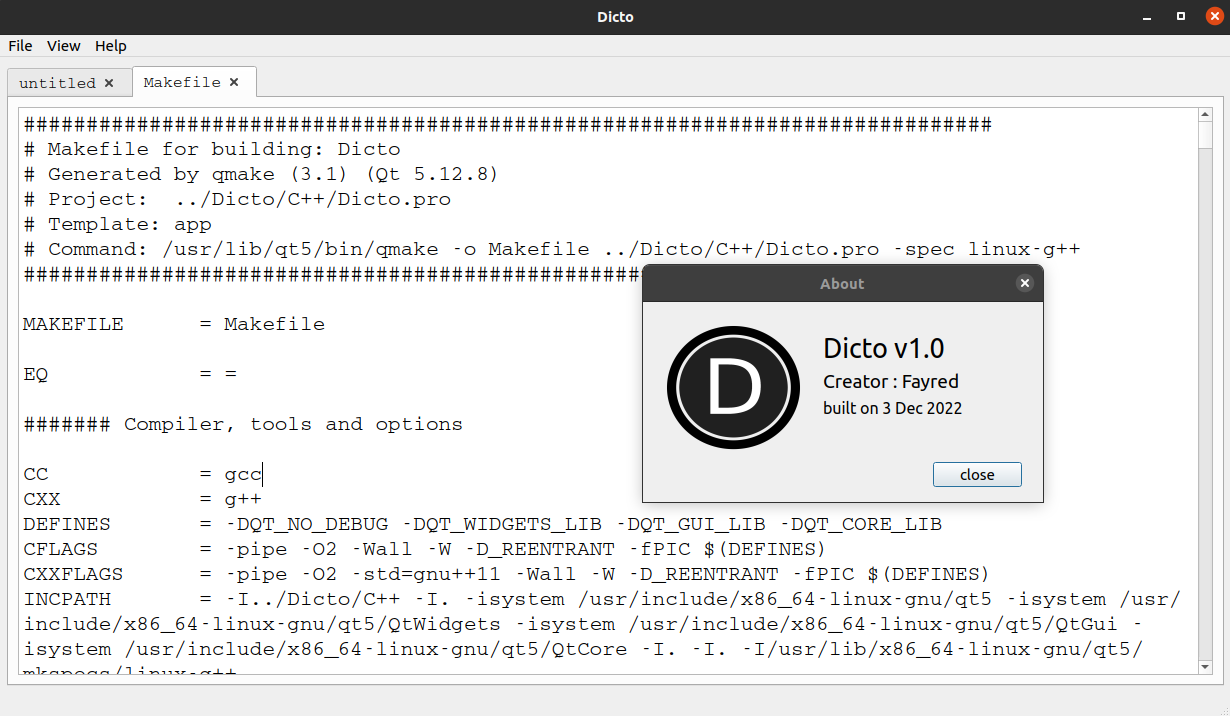 Dicto
File View Help
untitled ×
Makefile ×
#############################################################################
# Makefile for building: Dicto
# Generated by qmake (3.1) (Qt 5.12.8)
# Project:  ../Dicto/C++/Dicto.pro
# Template: app
# Command: /usr/lib/qt5/bin/qmake -o Makefile ../Dicto/C++/Dicto.pro -spec linux-g++
#################################################
MAKEFILE      = Makefile
EQ            = =
####### Compiler, tools and options
CC            = gcc
CXX           = g++
DEFINES       = -DQT_NO_DEBUG -DQT_WIDGETS_LIB -DQT_GUI_LIB -DQT_CORE_LIB
CFLAGS        = -pipe -O2 -Wall -W -D_REENTRANT -fPIC $(DEFINES)
CXXFLAGS      = -pipe -O2 -std=gnu++11 -Wall -W -D_REENTRANT -fPIC $(DEFINES)
INCPATH       = -I../Dicto/C++ -I. -isystem /usr/include/x86_64-linux-gnu/qt5 -isystem /usr/
include/x86_64-linux-gnu/qt5/QtWidgets -isystem /usr/include/x86_64-linux-gnu/qt5/QtGui -
isystem /usr/include/x86_64-linux-gnu/qt5/QtCore -I. -I. -I/usr/lib/x86_64-linux-gnu/qt5/
mkspecs/linux-g++
About
D
Dicto v1.0
Creator : Fayred
built on 3 Dec 2022
close